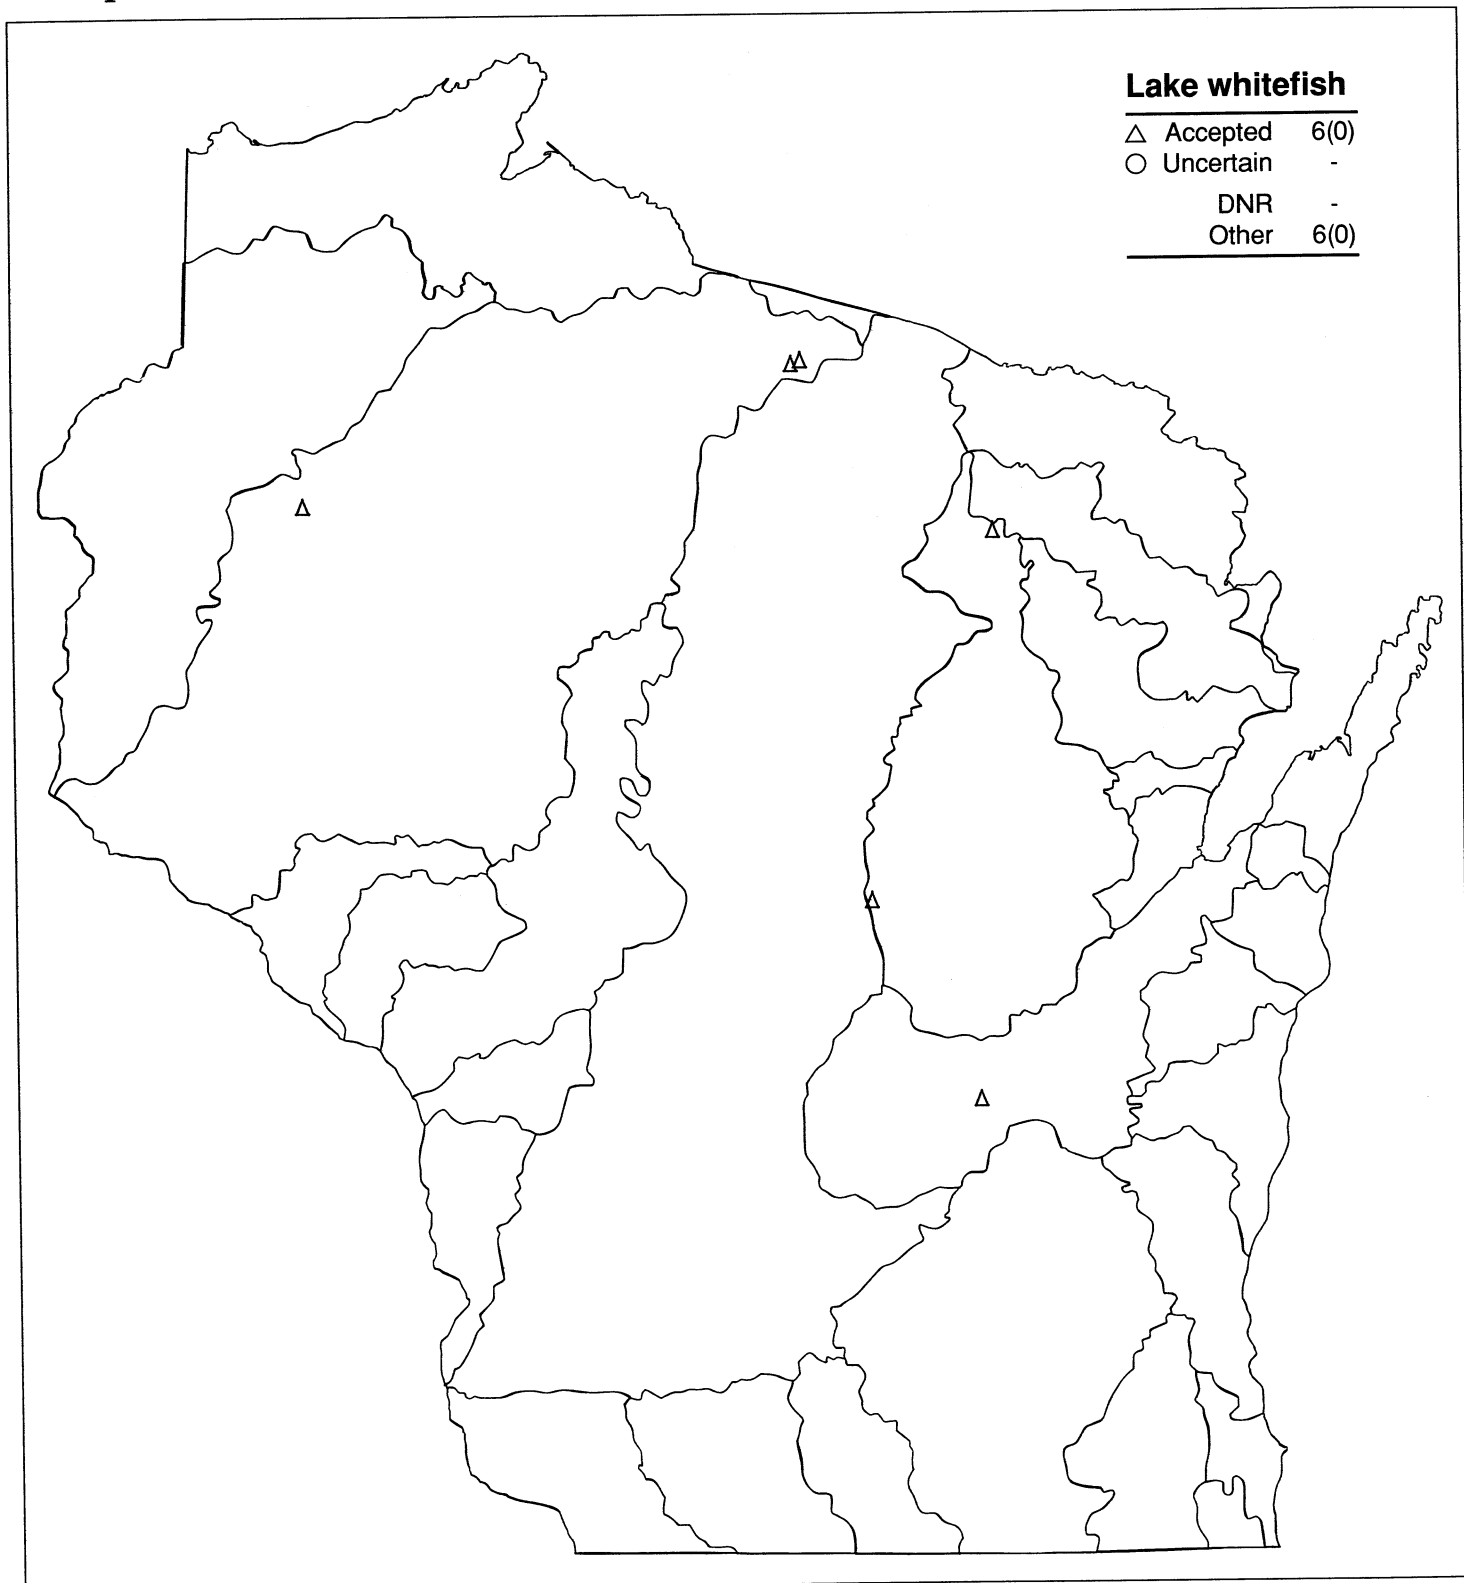 Lake whitefish
△ Accepted 6(0)
○ Uncertain -
DNR -
Other 6(0)